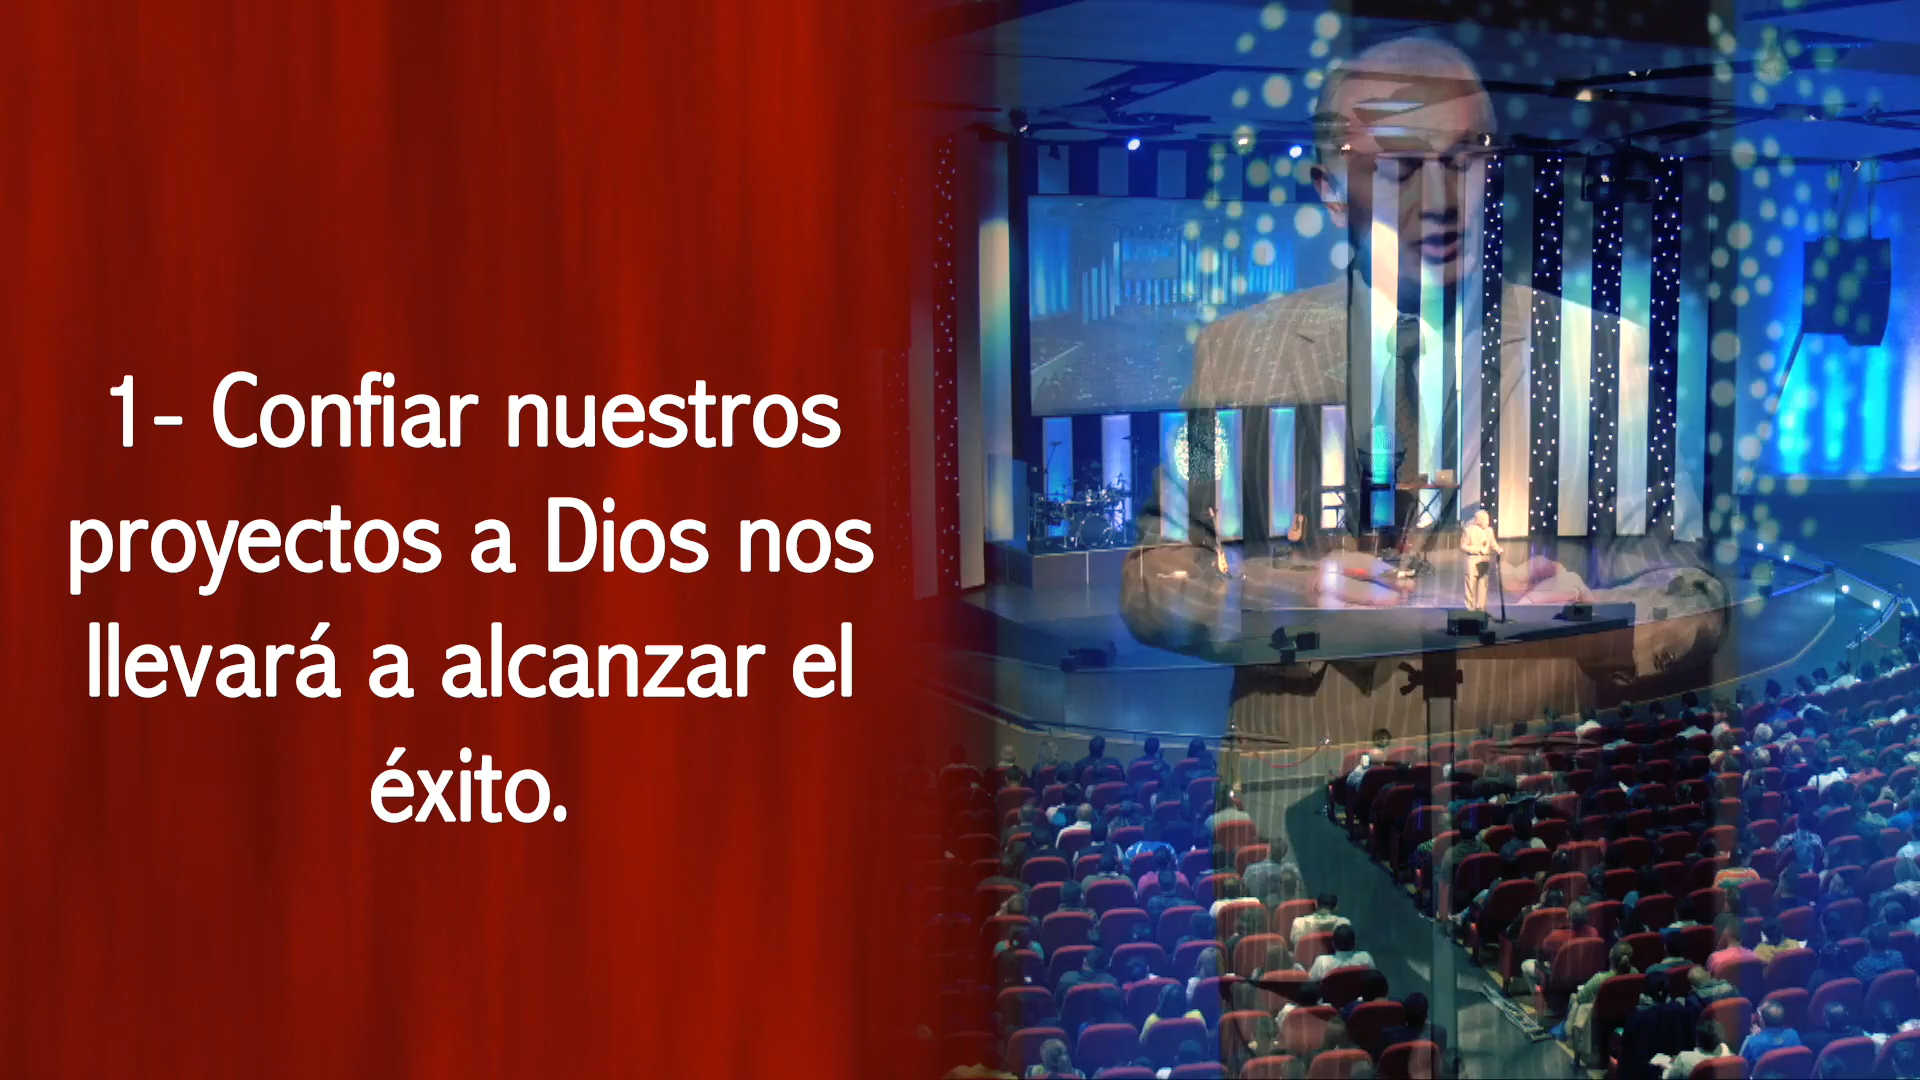 1- Confiar nuestros
proyectos a Dios nos
llevará a alcanzar el
éxito.